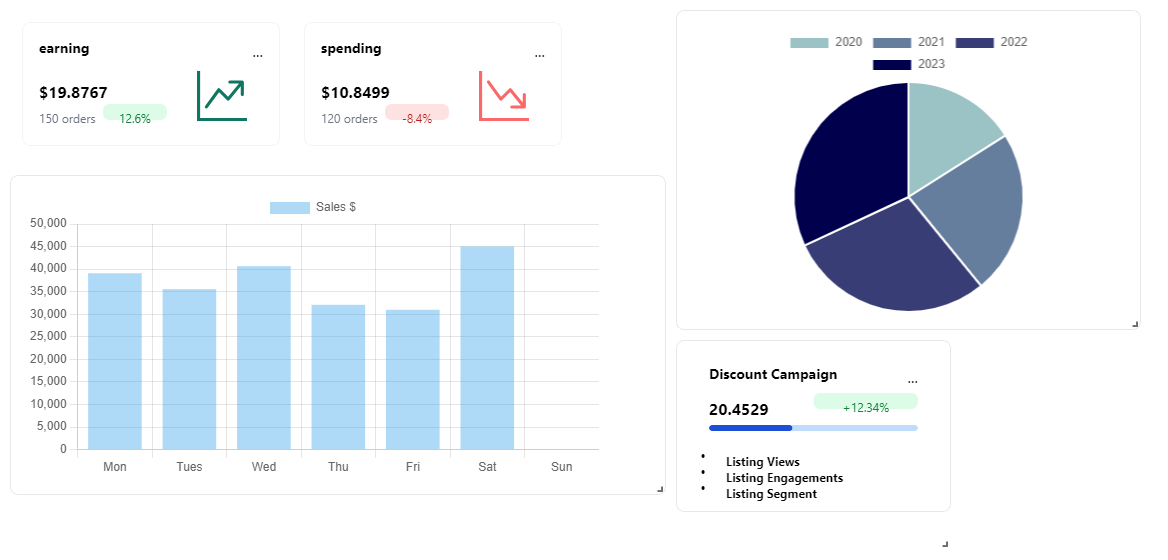 earning
...
$19.8767
150 orders 12.6%
spending
...
$10.8499
120 orders -8.4%
2020 2021 2022
2023
Sales $
50,000
45,000
40,000
35,000
30,000
25,000
20,000
15,000
10,000
5,000
0
Mon Tues Wed Thu Fri Sat Sun
Discount Campaign
...
20.4529 +12.34%
• Listing Views
• Listing Engagements
• Listing Segment